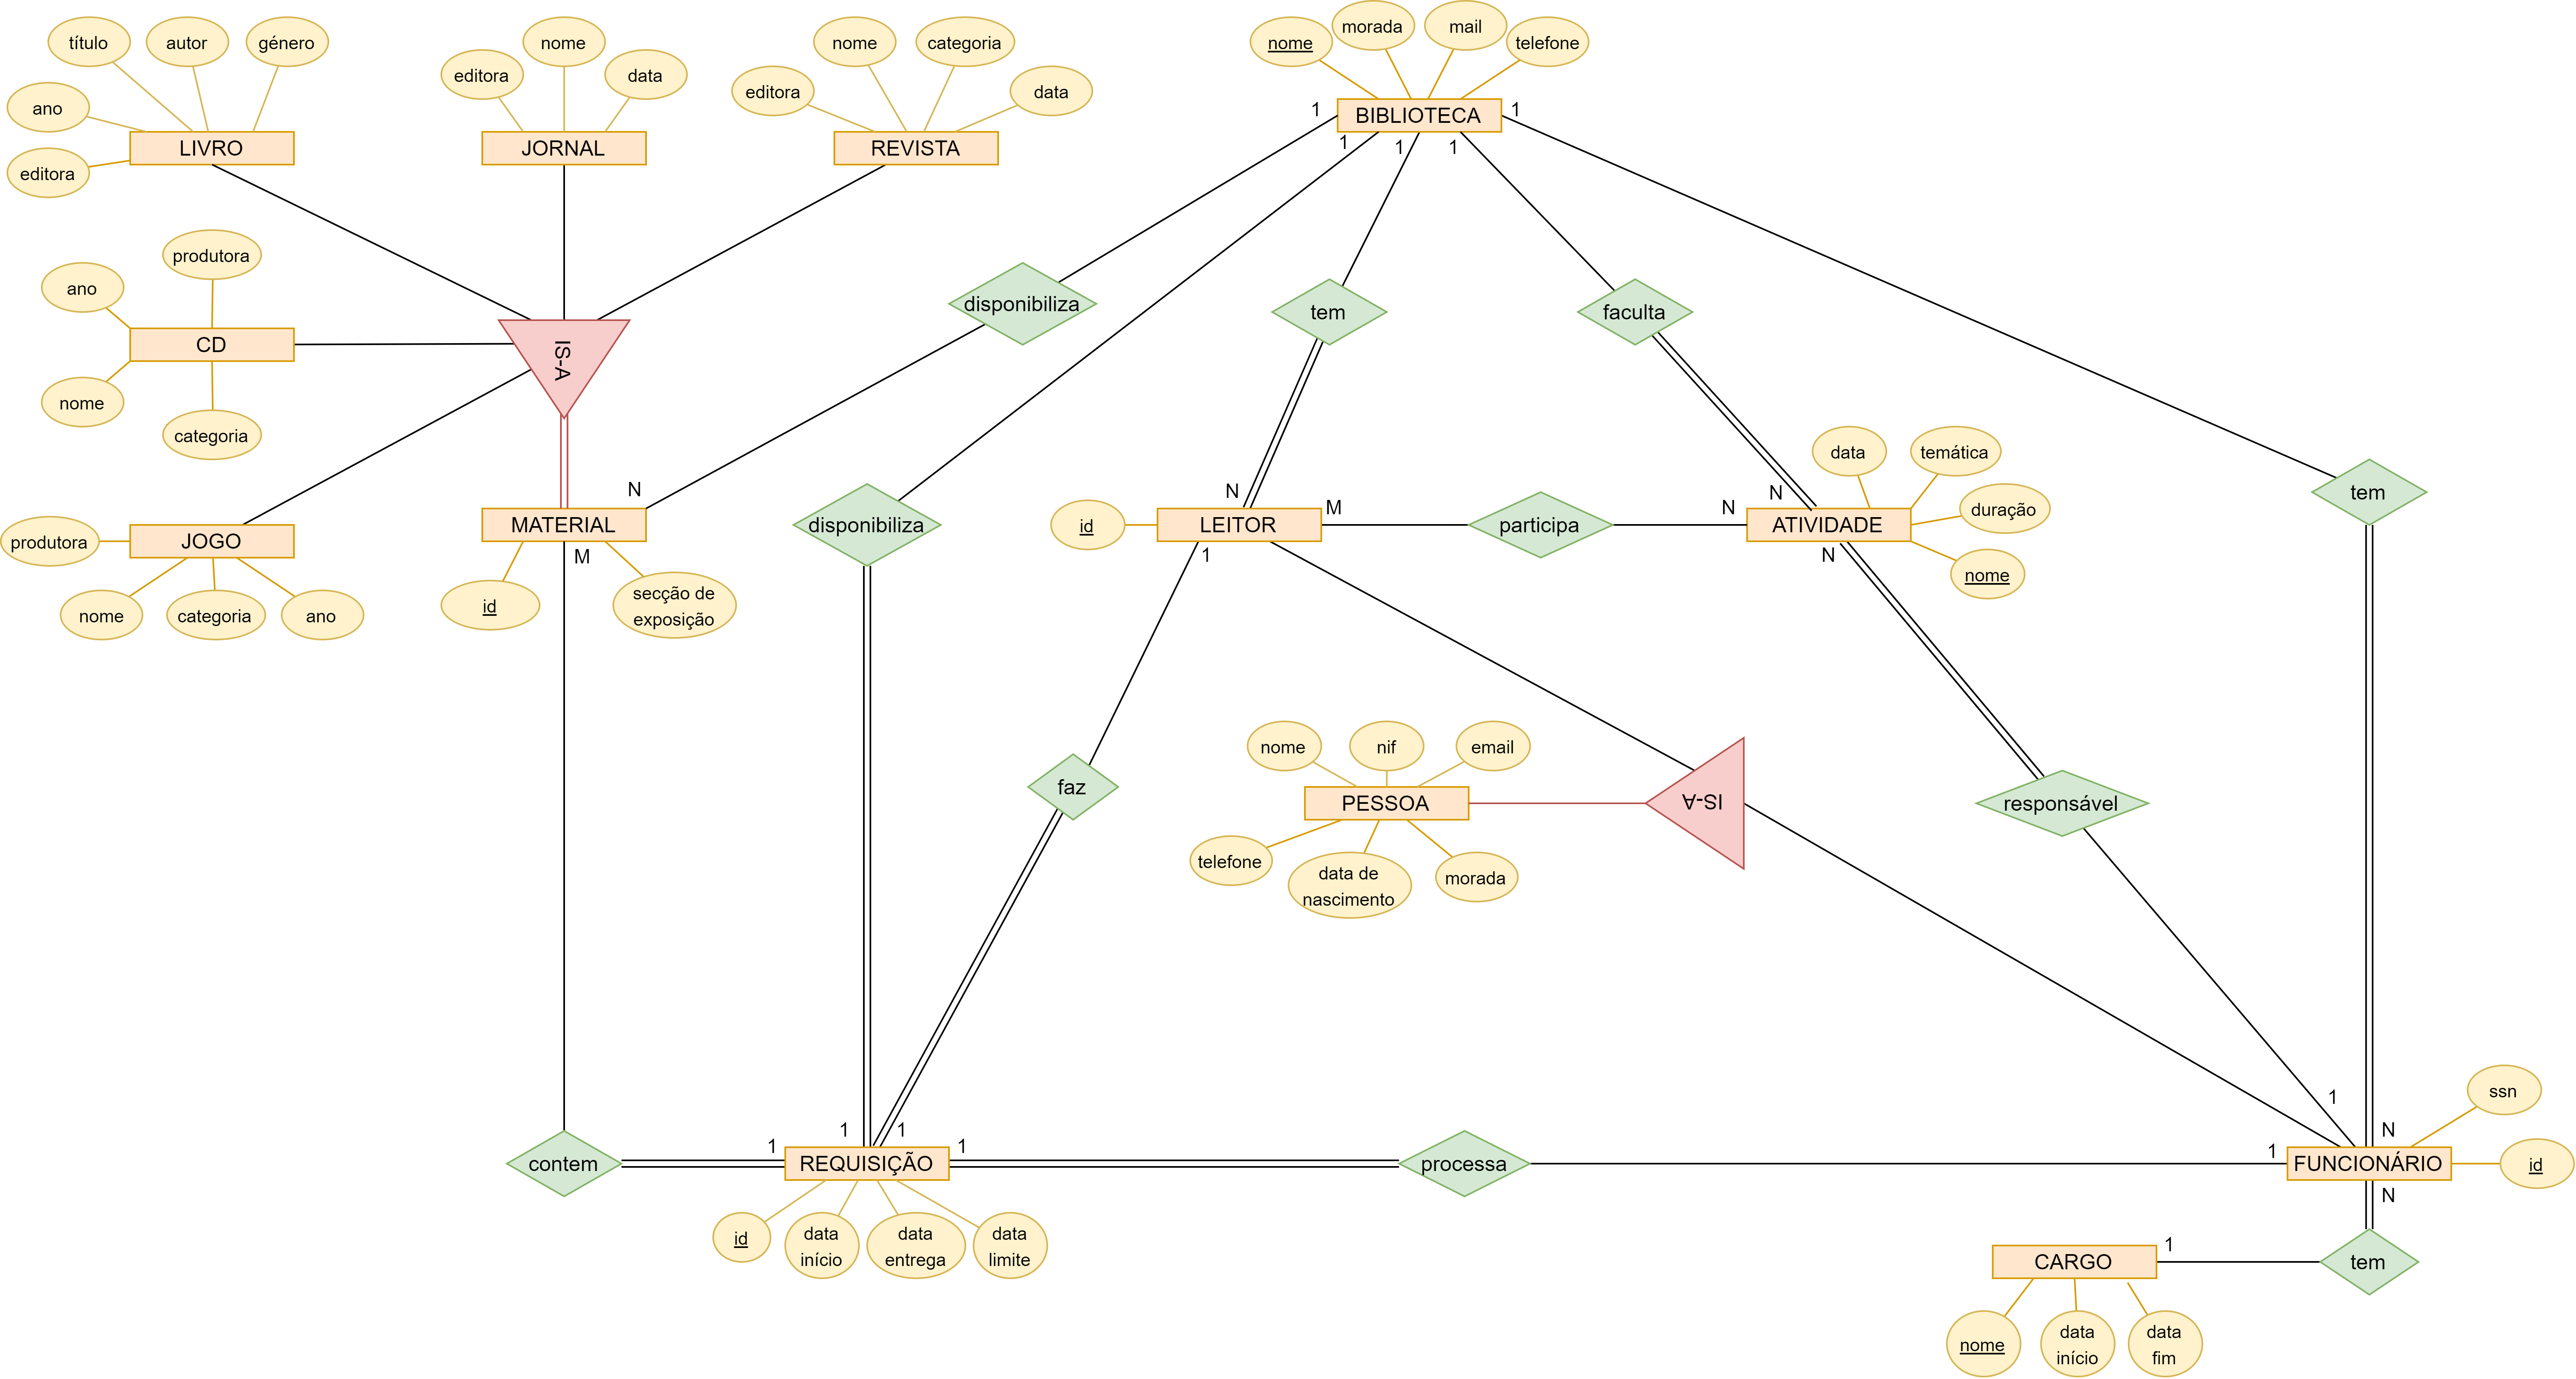 título
autor
género
ano
editora
LIVRO
editora
nome
data
JORNAL
editora
nome
categoria
data
REVISTA
nome
morada
mail
telefone
BIBLIOTECA
1
1
1
1
1
produtora
ano
CD
nome
categoria
IS-A
disponibiliza
tem
faculta
tem
produtora
JOGO
nome
categoria
ano
N
MATERIAL
M
id
secção de
exposição
disponibiliza
N
id
LEITOR
M
1
participa
N
N
ATIVIDADE
N
data
temática
duração
nome
faz
nome
nif
email
PESSOA
telefone
data de
nascimento
morada
IS-A
responsável
contem
1
1
1
1
REQUISIÇÃO
id
data
início
data
entrega
data
limite
processa
1
1
N
FUNCIONÁRIO
N
ssn
id
CARGO
1
tem
nome
data
início
data
fim